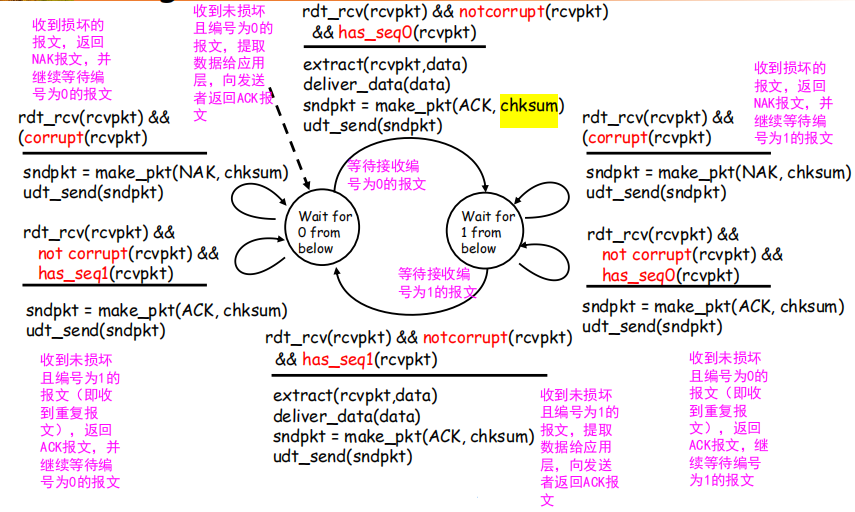 收到损坏的
报文，返回
NAK报文，并
继续等待编
号为0的报文
rdt_rcv(rcvpkt) &&
(corrupt(rcvpkt)
sndpkt = make_pkt(NAK, chksum)
udt_send(sndpkt)
收到未损坏
且编号为0的
报文，提取
数据给应用
层，向发送
者返回ACK报
文
rdt_rcv(rcvpkt) && notcorrupt(rcvpkt)
&& has_seq0(rcvpkt)
extract(rcvpkt,data)
deliver_data(data)
sndpkt = make_pkt(ACK, chksum)
udt_send(sndpkt)
收到损坏的
报文，返回
NAK报文，并
继续等待编
号为1的报文
rdt_rcv(rcvpkt) &&
(corrupt(rcvpkt)
sndpkt = make_pkt(NAK, chksum)
udt_send(sndpkt)
等待接收编
号为0的报文
Wait for
0 from
below
Wait for
1 from
below
等待接收编
号为1的报文
rdt_rcv(rcvpkt) &&
not corrupt(rcvpkt) &&
has_seq1(rcvpkt)
sndpkt = make_pkt(ACK, chksum)
udt_send(sndpkt)
收到未损坏
且编号为1的
报文（即收
到重复报
文），返回
ACK报文，并
继续等待编
号为0的报文
rdt_rcv(rcvpkt) &&
not corrupt(rcvpkt) &&
has_seq0(rcvpkt)
sndpkt = make_pkt(ACK, chksum)
udt_send(sndpkt)
rdt_rcv(rcvpkt) && notcorrupt(rcvpkt)
&& has_seq1(rcvpkt)
extract(rcvpkt,data)
deliver_data(data)
sndpkt = make_pkt(ACK, chksum)
udt_send(sndpkt)
收到未损坏
且编号为1的
报文，提取
数据给应用
层，向发送
者返回ACK报
文
收到未损坏
且编号为0的
报文（即收
到重复报
文），返回
ACK报文，继
续等待编号
为1的报文